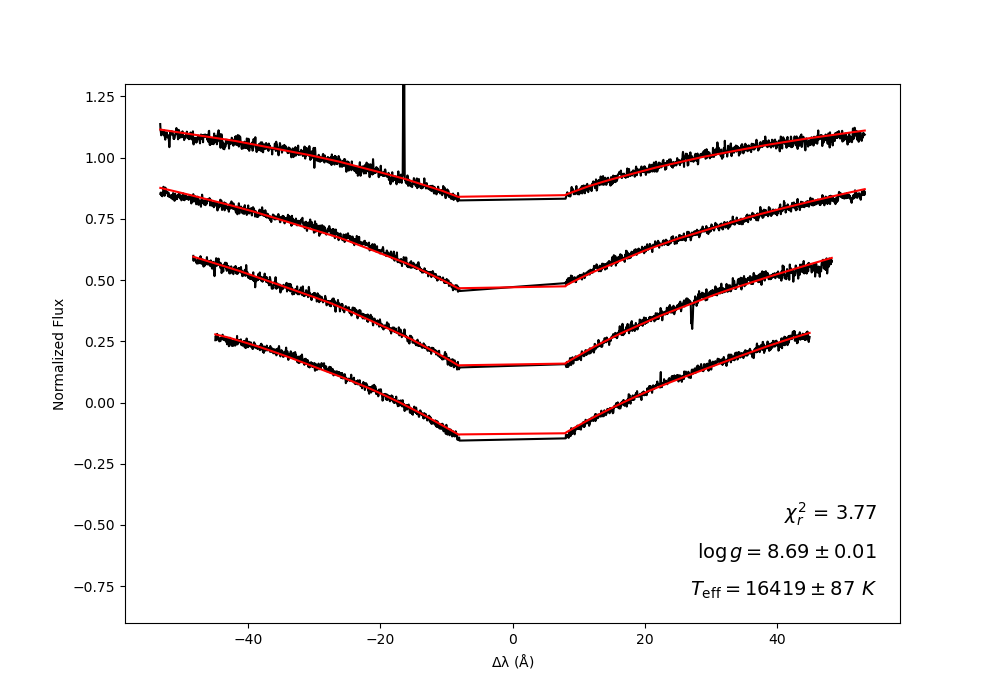 1.25
1.00
0.75
0.50
0.25
0.00
−0.25
−0.50
−0.75
Normalized Flux
χ²ᵣ = 3.77
log g = 8.69 ± 0.01
T_eff = 16419 ± 87 K
−40 −20 0 20 40
Δλ (Å)